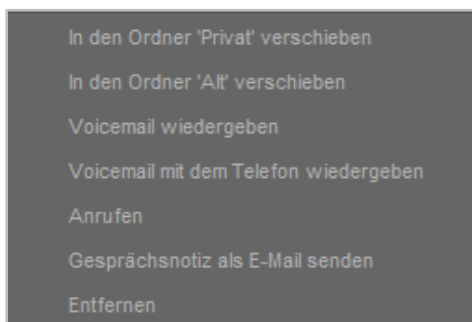 In den Ordner 'Privat' verschieben
In den Ordner 'Alt' verschieben
Voicemail wiedergeben
Voicemail mit dem Telefon wiedergeben
Anrufen
Gesprächsnotiz als E-Mail senden
Entfernen